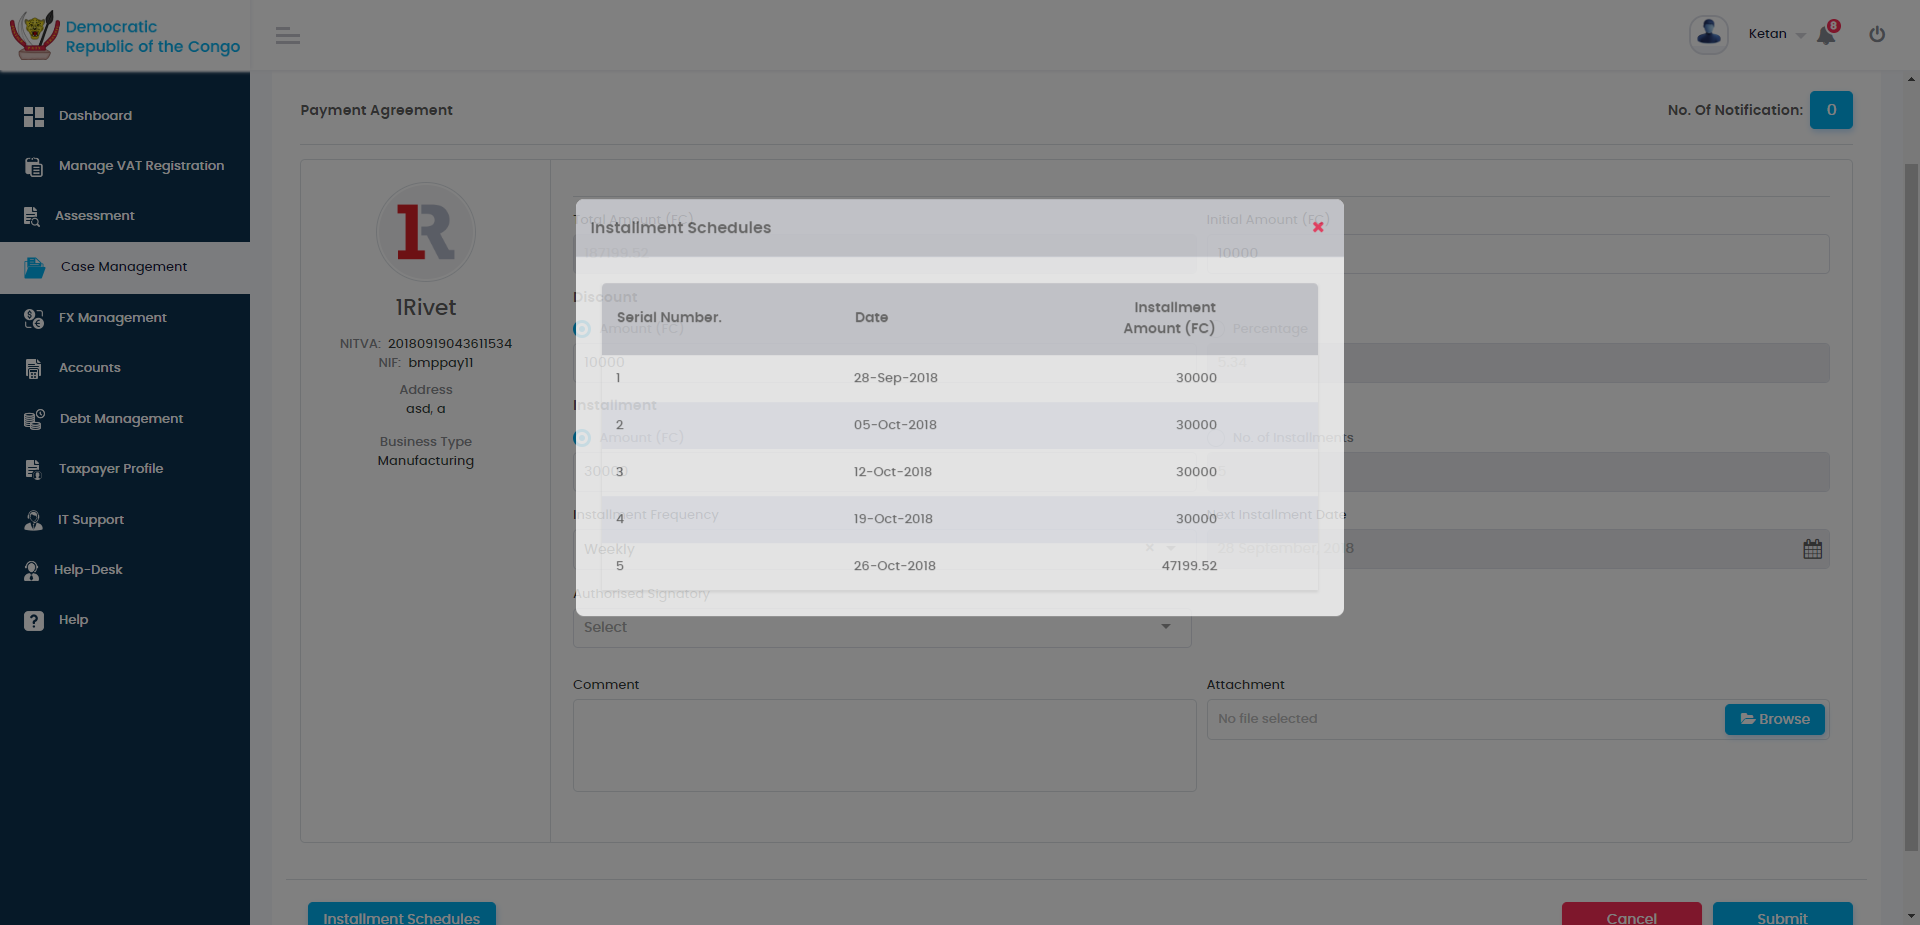 Democratic
Republic of the Congo
Ketan
8
Dashboard
Manage VAT Registration
Assessment
Case Management
FX Management
Accounts
Debt Management
Taxpayer Profile
IT Support
Help-Desk
Help
Payment Agreement
No. Of Notification: 0
1R
1Rivet
NITVA: 20180919043611534
NIF: bmppay11
Address
asd, a
Business Type
Manufacturing
Total Amount (FC)
Initial Amount (FC)
187199.52
10000
Discount
Amount (FC)
Percentage
10000
5.34
Installment
Amount (FC)
No. of Installments
30000
5
Installment Frequency
Next Installment Date
Weekly
28 September, 2018
Authorised Signatory
Select
Comment
Attachment
No file selected
Browse
Installment Schedules
Serial Number.
Date
Installment
Amount (FC)
1 28-Sep-2018 30000
2 05-Oct-2018 30000
3 12-Oct-2018 30000
4 19-Oct-2018 30000
5 26-Oct-2018 47199.52
Installment Schedules
Cancel
Submit